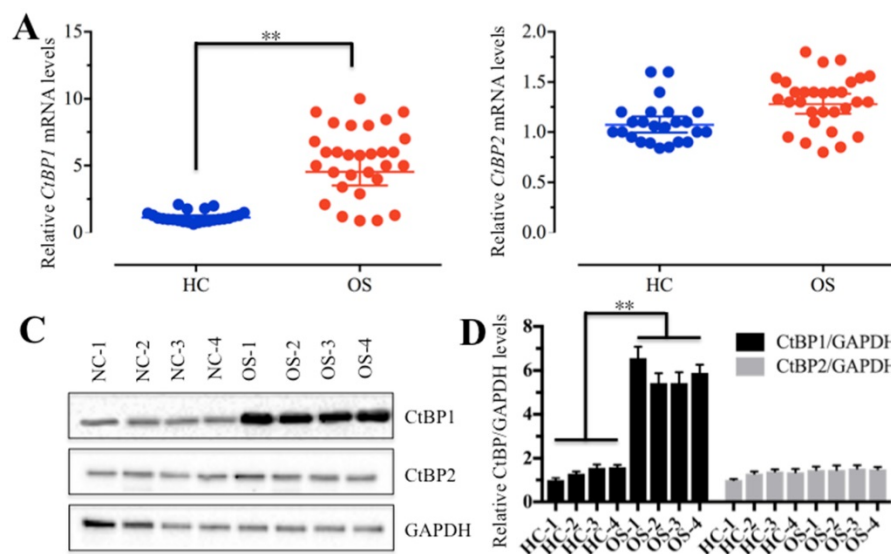 A
**
Relative CtBP1 mRNA levels
15
10
5
0
HC
OS
Relative CtBP2 mRNA levels
2.0
1.5
1.0
0.5
0.0
HC
OS
C
NC-1
NC-2
NC-3
NC-4
OS-1
OS-2
OS-3
OS-4
CtBP1
CtBP2
GAPDH
D
**
Relative CtBP/GAPDH levels
8
6
4
2
0
CtBP1/GAPDH
CtBP2/GAPDH
HC-1
HC-2
HC-3
HC-4
OS-1
OS-2
OS-3
OS-4
HC-1
HC-2
HC-3
HC-4
OS-1
OS-2
OS-3
OS-4